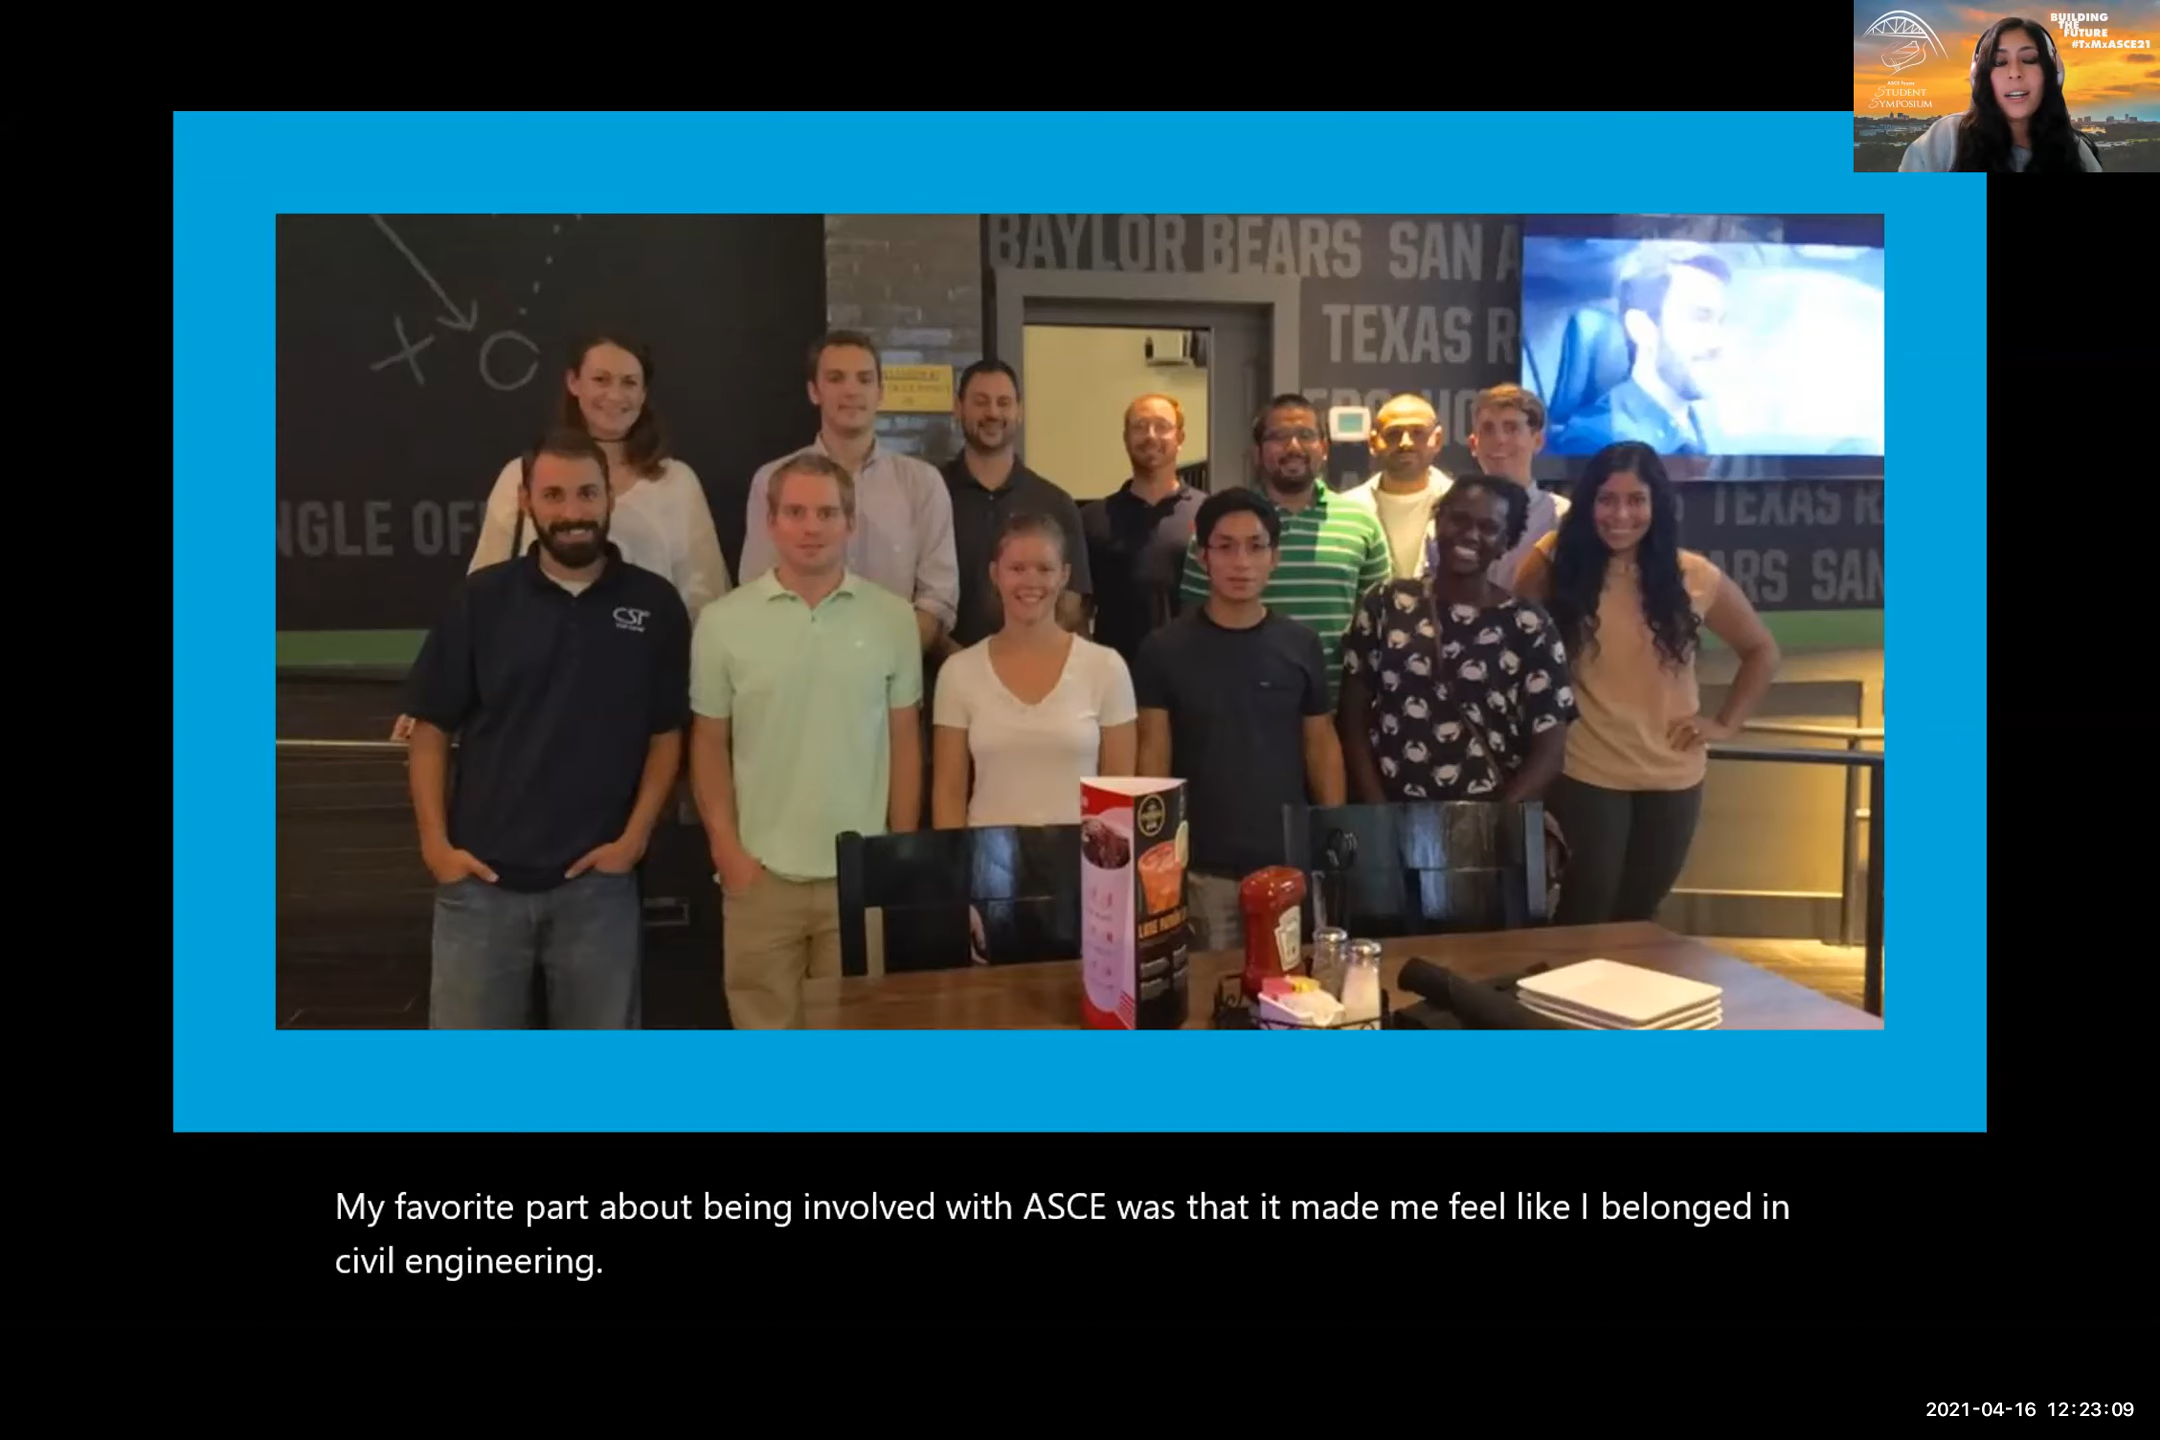 BUILDING
THE
FUTURE
#TxMxASCE21
STUDENT
SYMPOSIUM
BAYLOR BEARS SAN A
TEXAS R
NGLE OF
TEXAS R
ARS SAN
X O
CSI
My favorite part about being involved with ASCE was that it made me feel like I belonged in
civil engineering.
2021-04-16 12:23:09